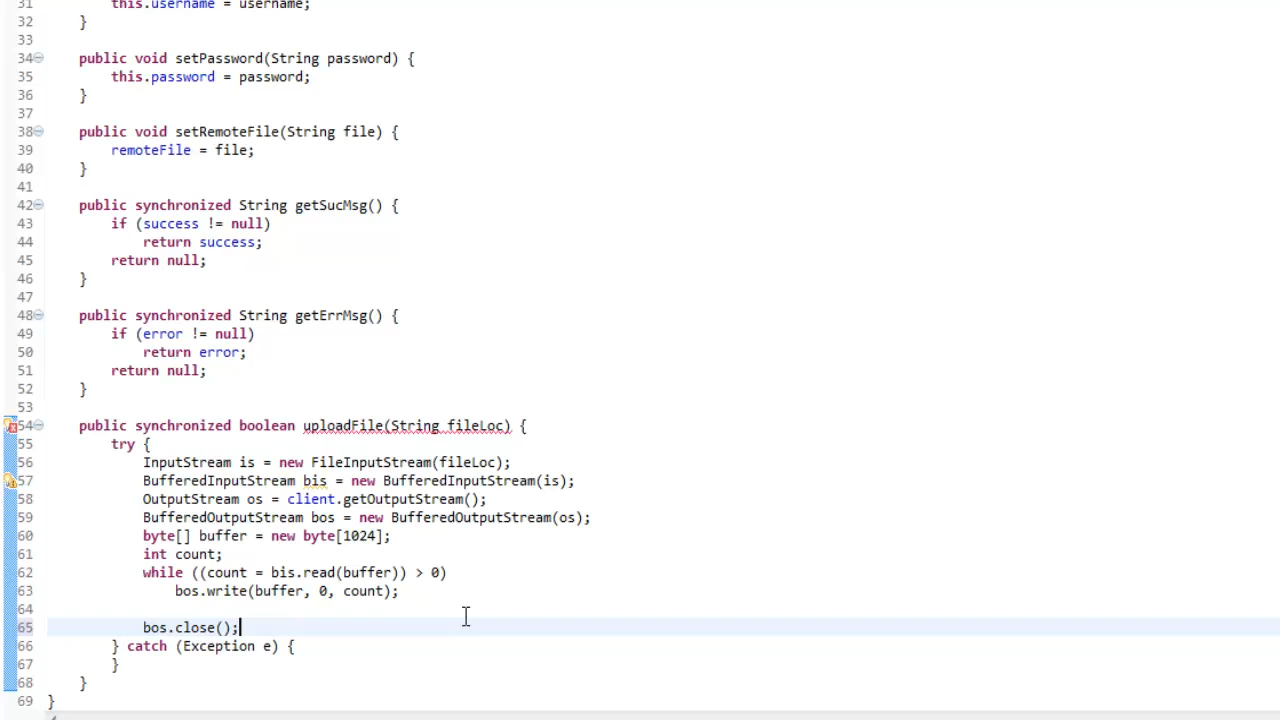 31 this.username = username;
32 }
33
34 public void setPassword(String password) {
35 this.password = password;
36 }
37
38 public void setRemoteFile(String file) {
39 remoteFile = file;
40 }
41
42 public synchronized String getSucMsg() {
43 if (success != null)
44 return success;
45 return null;
46 }
47
48 public synchronized String getErrMsg() {
49 if (error != null)
50 return error;
51 return null;
52 }
53
54 public synchronized boolean uploadFile(String fileLoc) {
55 try {
56 InputStream is = new FileInputStream(fileLoc);
57 BufferedInputStream bis = new BufferedInputStream(is);
58 OutputStream os = client.getOutputStream();
59 BufferedOutputStream bos = new BufferedOutputStream(os);
60 byte[] buffer = new byte[1024];
61 int count;
62 while ((count = bis.read(buffer)) > 0)
63 bos.write(buffer, 0, count);
64
65 bos.close();
66 } catch (Exception e) {
67 }
68 }
69 }